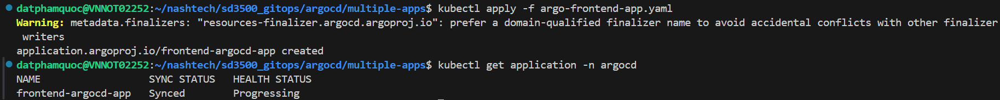 datphamquoc@VNNOT02252:~/nashtech/sd3500_gitops/argocd/multiple-apps$ kubectl apply -f argo-frontend-app.yaml
Warning: metadata.finalizers: "resources-finalizer.argocd.argoproj.io": prefer a domain-qualified finalizer name to avoid accidental conflicts with other finalizer
 writers
application.argoproj.io/frontend-argocd-app created
datphamquoc@VNNOT02252:~/nashtech/sd3500_gitops/argocd/multiple-apps$ kubectl get application -n argocd
NAME                  SYNC STATUS   HEALTH STATUS
frontend-argocd-app   Synced        Progressing